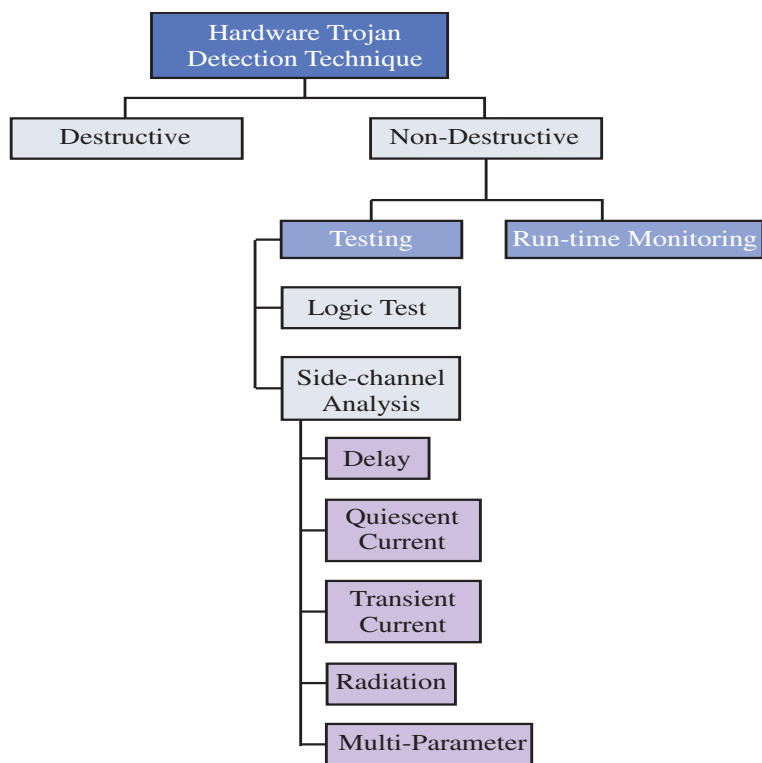 Hardware Trojan
Detection Technique
Destructive
Non-Destructive
Testing
Run-time Monitoring
Logic Test
Side-channel
Analysis
Delay
Quiescent
Current
Transient
Current
Radiation
Multi-Parameter